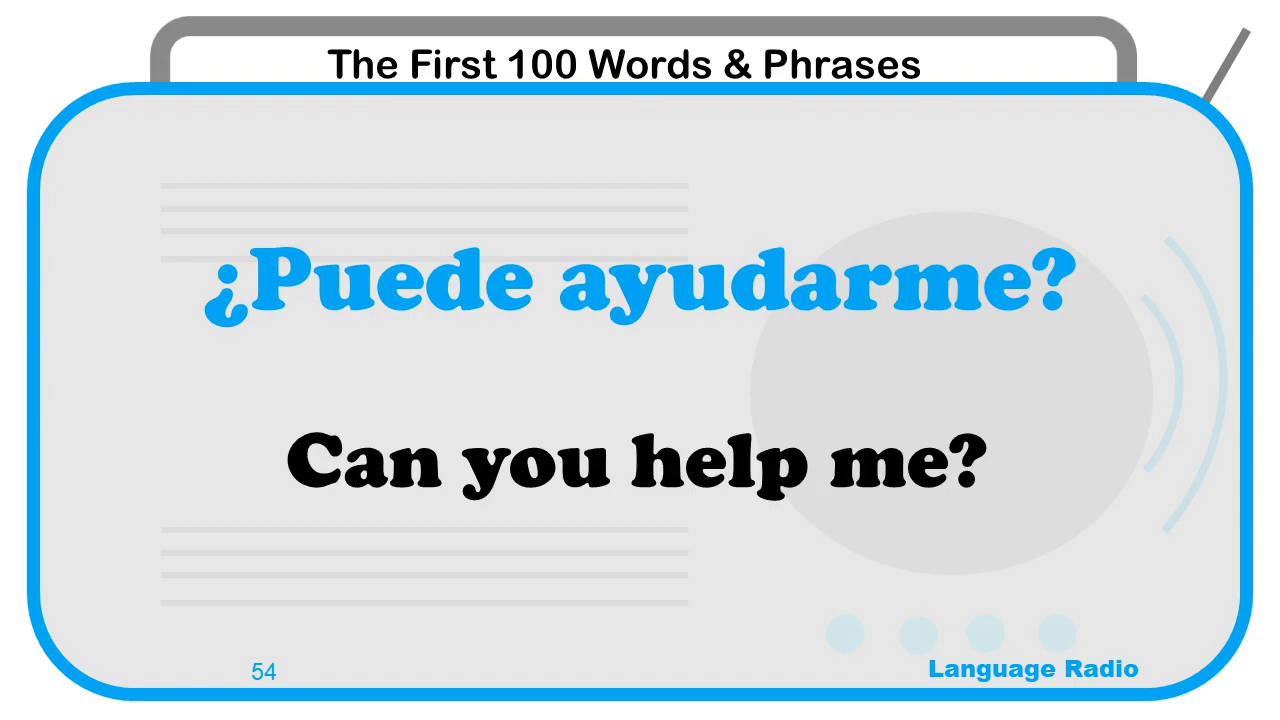 The First 100 Words & Phrases
¿Puede ayudarme?
Can you help me?
54
Language Radio